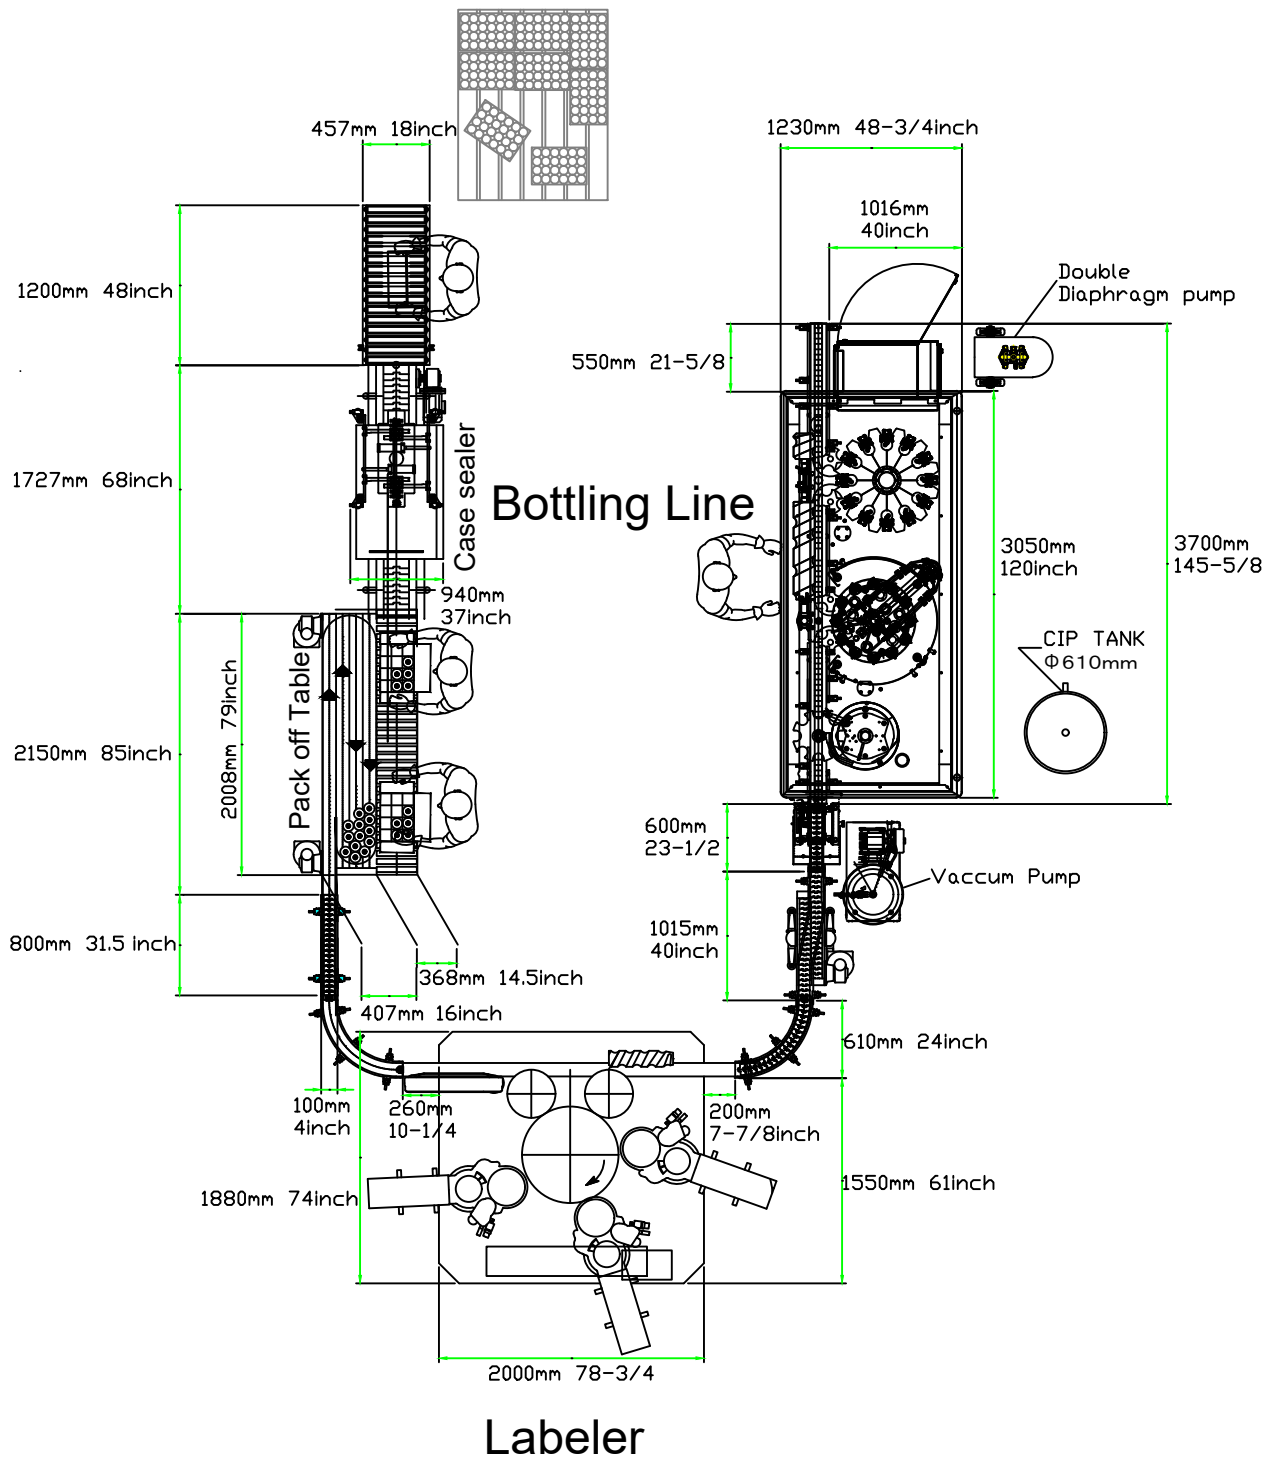 457mm 18inch
1230mm 48-3/4inch
1016mm
40inch
Double
Diaphragm pump
1200mm 48inch
550mm 21-5/8
1727mm 68inch
Case sealer
Bottling Line
3050mm
120inch
3700mm
145-5/8
940mm
37inch
CIP TANK
Φ610mm
Pack off Table
2008mm 79inch
2150mm 85inch
600mm
23-1/2
Vaccum Pump
800mm 31.5 inch
1015mm
40inch
368mm 14.5inch
407mm 16inch
610mm 24inch
100mm
4inch
260mm
10-1/4
200mm
7-7/8inch
1880mm 74inch
1550mm 61inch
2000mm 78-3/4
Labeler